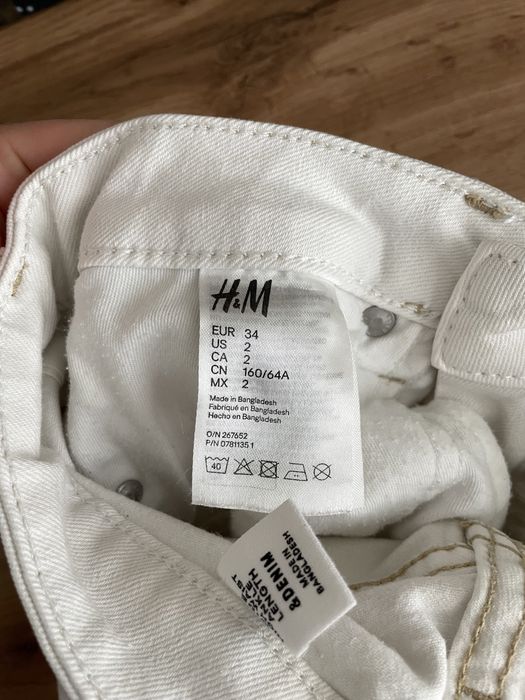 H&M
EUR 34
US 2
CA 2
CN 160/64A
MX 2
Made in Bangladesh
Fabriqué en Bangladesh
Hecho en Bangladesh
O/N 267652
P/N 0781135 1
40
ANKLE
LENGTH
&DENIM
MADE IN
BANGLADESH